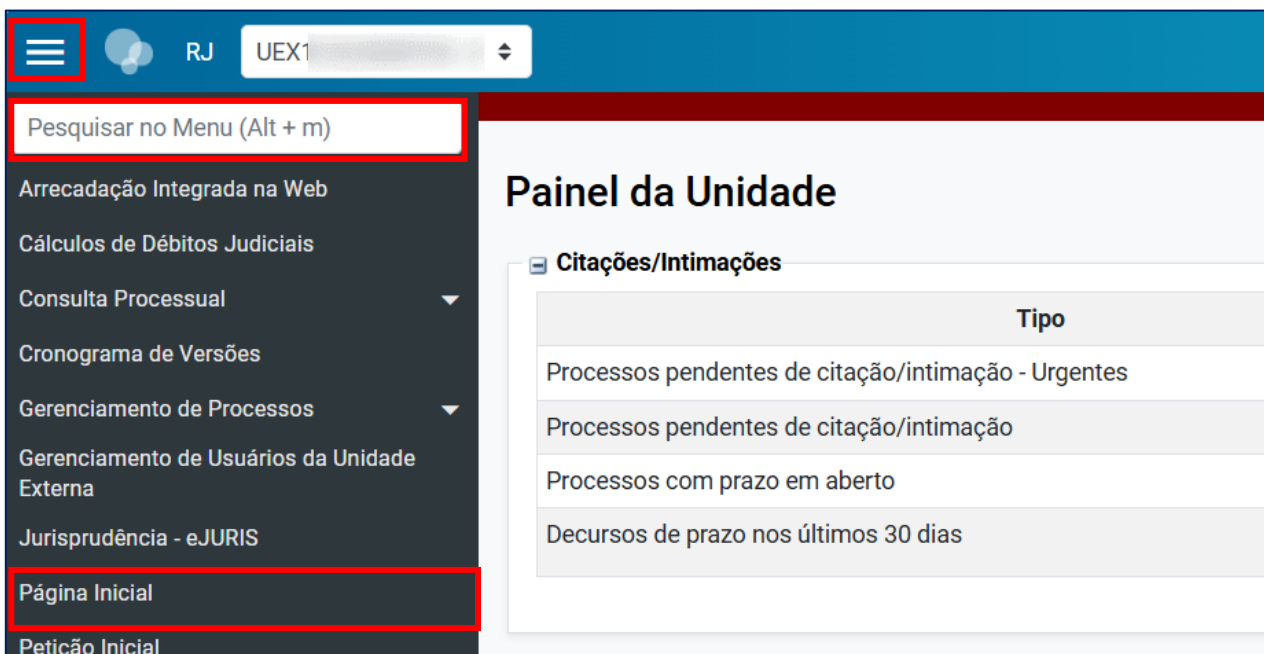 RJ
UEX1
Pesquisar no Menu (Alt + m)
Arrecadação Integrada na Web
Cálculos de Débitos Judiciais
Consulta Processual
Cronograma de Versões
Gerenciamento de Processos
Gerenciamento de Usuários da Unidade
Externa
Jurisprudência - eJURIS
Página Inicial
Petição Inicial
Painel da Unidade
Citações/Intimações
Tipo
Processos pendentes de citação/intimação - Urgentes
Processos pendentes de citação/intimação
Processos com prazo em aberto
Decursos de prazo nos últimos 30 dias